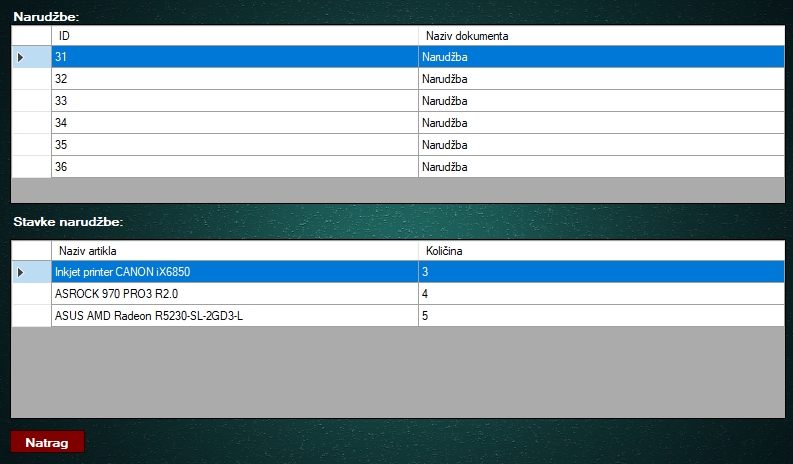 Narudžbe:
ID Naziv dokumenta
31 Narudžba
32 Narudžba
33 Narudžba
34 Narudžba
35 Narudžba
36 Narudžba
Stavke narudžbe:
Naziv artikla Količina
Inkjet printer CANON iX6850 3
ASROCK 970 PRO3 R2.0 4
ASUS AMD Radeon R5230-SL-2GD3-L 5
Natrag